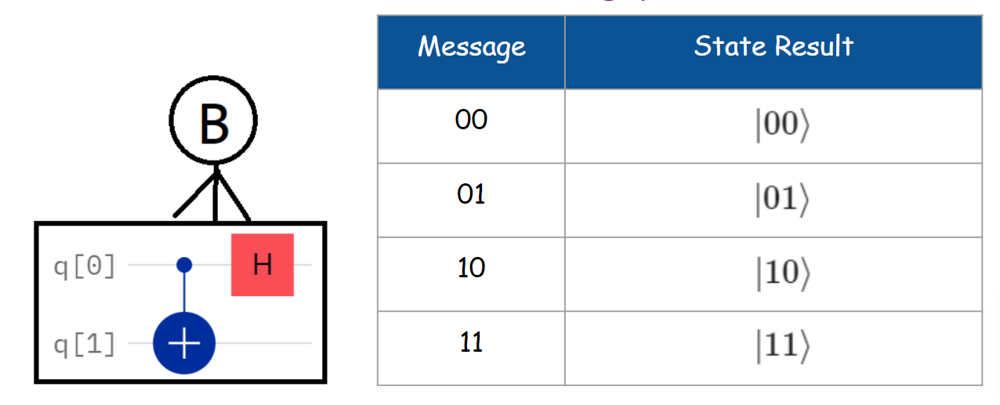 Message State Result
00 |00⟩
01 |01⟩
10 |10⟩
11 |11⟩
B
q[0] H
q[1]